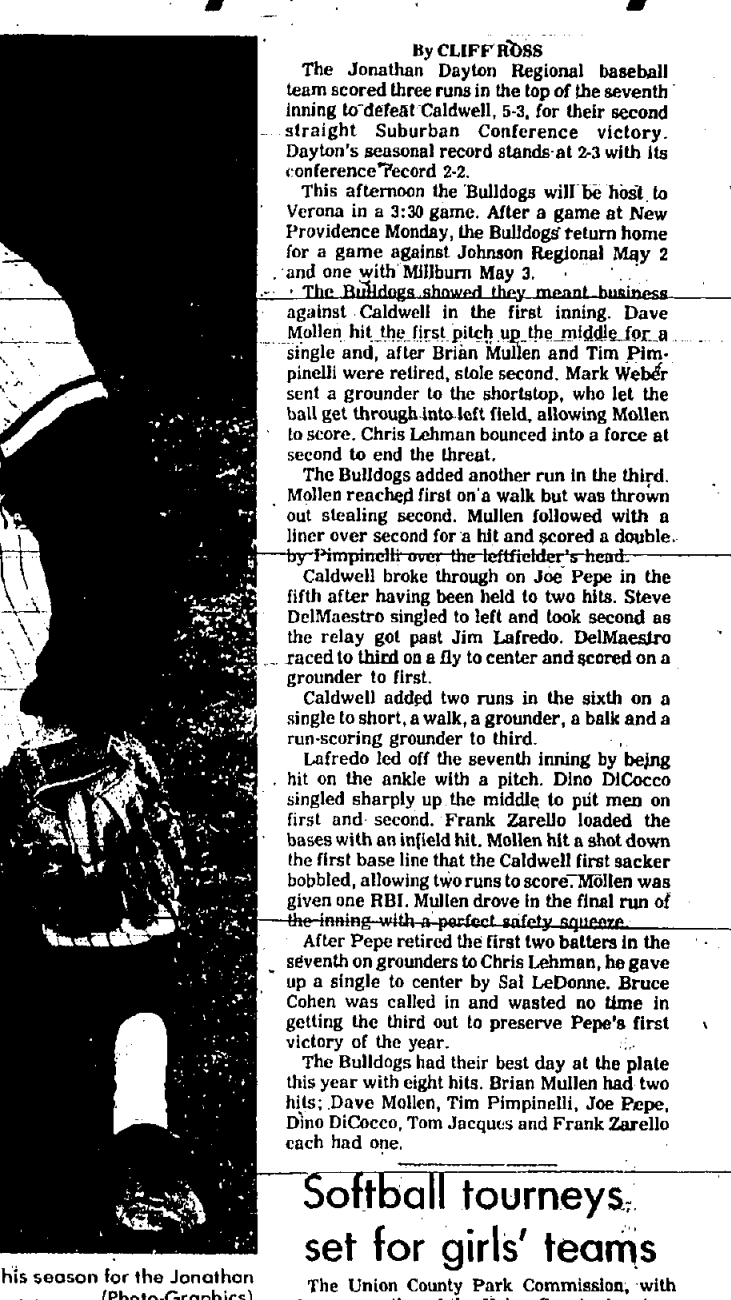 By CLIFF ROSS
The Jonathan Dayton Regional baseball
team scored three runs in the top of the seventh
inning to defeat Caldwell, 5-3, for their second
straight Suburban Conference victory.
Dayton's seasonal record stands at 2-3 with its
conference record 2-2.
This afternoon the Bulldogs will be host to
Verona in a 3:30 game. After a game at New
Providence Monday, the Bulldogs return home
for a game against Johnson Regional May 2
and one with Millburn May 3.
The Bulldogs showed they meant business
against Caldwell in the first inning. Dave
Mollen hit the first pitch up the middle for a
single and, after Brian Mullen and Tim Pim-
pinelli were retired, stole second. Mark Weber
sent a grounder to the shortstop, who let the
ball get through into left field, allowing Mollen
to score. Chris Lehman bounced into a force at
second to end the threat.
The Bulldogs added another run in the third.
Mollen reached first on a walk but was thrown
out stealing second. Mullen followed with a
liner over second for a hit and scored a double
by Pimpinelli over the leftfielder's head.
Caldwell broke through on Joe Pepe in the
fifth after having been held to two hits. Steve
DelMaestro singled to left and took second as
the relay got past Jim Lafredo. DelMaestro
raced to third on a fly to center and scored on a
grounder to first.
Caldwell added two runs in the sixth on a
single to short, a walk, a grounder, a balk and a
run-scoring grounder to third.
Lafredo led off the seventh inning by being
hit on the ankle with a pitch. Dino DiCocco
singled sharply up the middle to put men on
first and second. Frank Zarello loaded the
bases with an infield hit. Mollen hit a shot down
the first base line that the Caldwell first sacker
bobbled, allowing two runs to score. Mollen was
given one RBI. Mullen drove in the final run of
the inning with a perfect safety squeeze.
After Pepe retired the first two batters in the
seventh on grounders to Chris Lehman, he gave
up a single to center by Sal LeDonne. Bruce
Cohen was called in and wasted no time in
getting the third out to preserve Pepe's first
victory of the year.
The Bulldogs had their best day at the plate
this year with eight hits. Brian Mullen had two
hits; Dave Mollen, Tim Pimpinelli, Joe Pepe,
Dino DiCocco, Tom Jacques and Frank Zarello
each had one.
Softball tourneys
set for girls' teams
his season for the Jonathan
(Photo-Graphics)
The Union County Park Commission, with